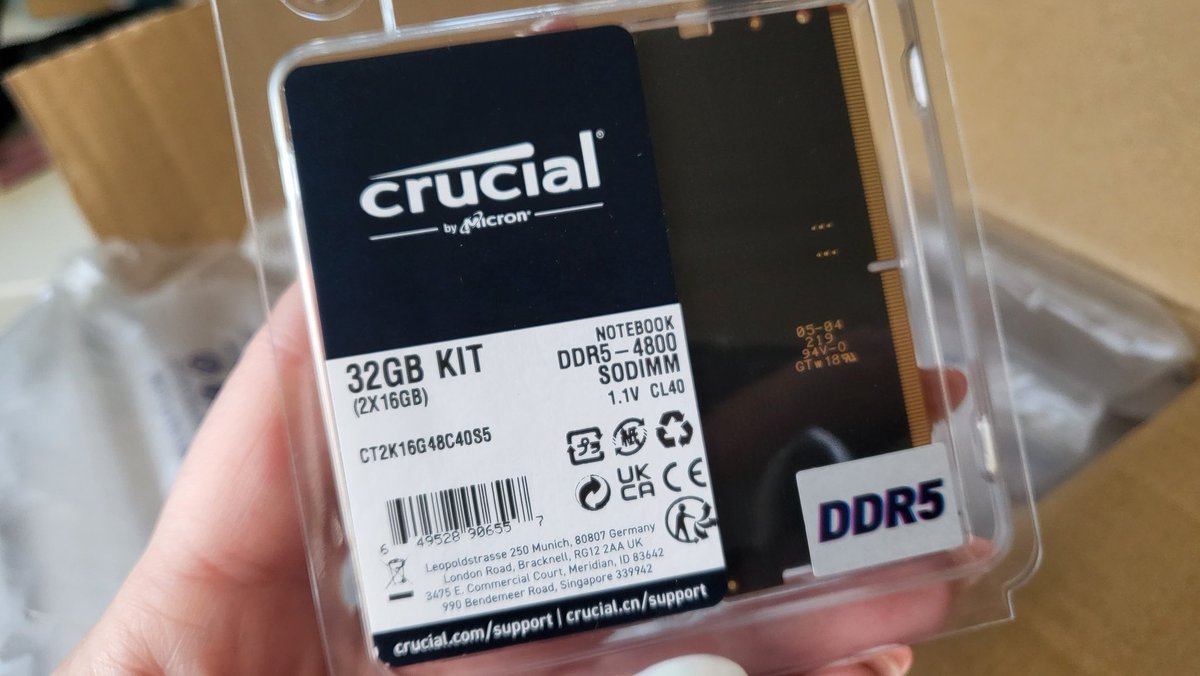 crucial®
by Micron®
32GB KIT
(2X16GB)
NOTEBOOK
DDR5-4800
SODIMM
1.1V CL40
CT2K16G48C40S5
UK
CA
CE
6 49528 90655 7
Leopoldstrasse 250 Munich, 80807 Germany
London Road, Bracknell, RG12 2AA UK
3475 E. Commercial Court, Meridian, ID 83642
990 Bendemeer Road, Singapore 339942
crucial.com/support | crucial.cn/support
05-04
219
94V-0
GTW18
DDR5